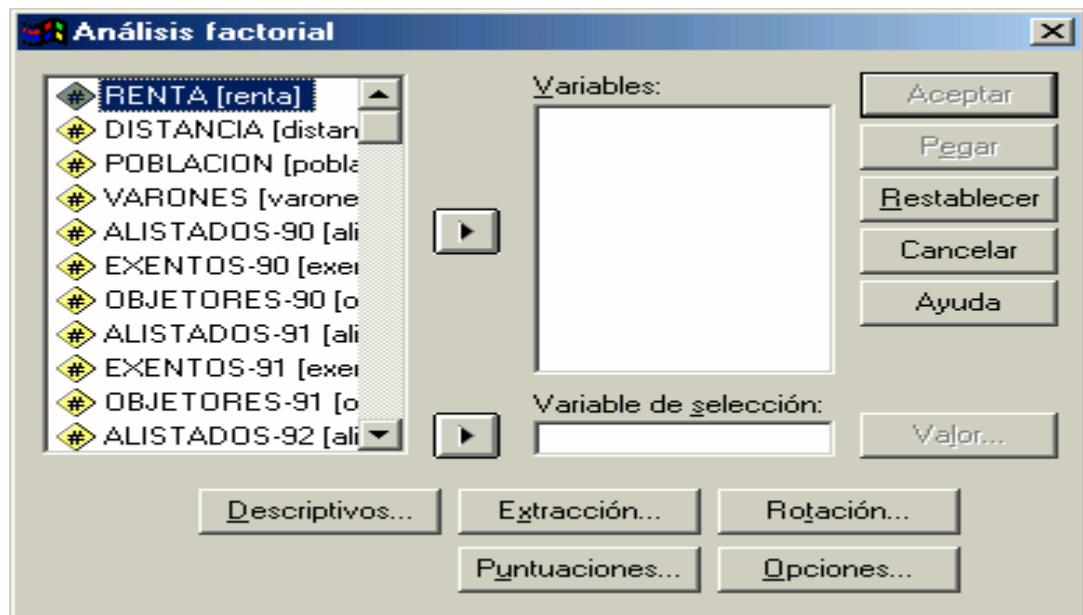 Análisis factorial
RENTA [renta]
DISTANCIA [distan
POBLACION [pobla
VARONES [varone
ALISTADOS-90 [ali
EXENTOS-90 [exer
OBJETORES-90 [o
ALISTADOS-91 [ali
EXENTOS-91 [exer
OBJETORES-91 [o
ALISTADOS-92 [ali
Variables:
Variable de selección:
Aceptar
Pegar
Restablecer
Cancelar
Ayuda
Valor...
Descriptivos...
Extracción...
Rotación...
Puntuaciones...
Opciones...